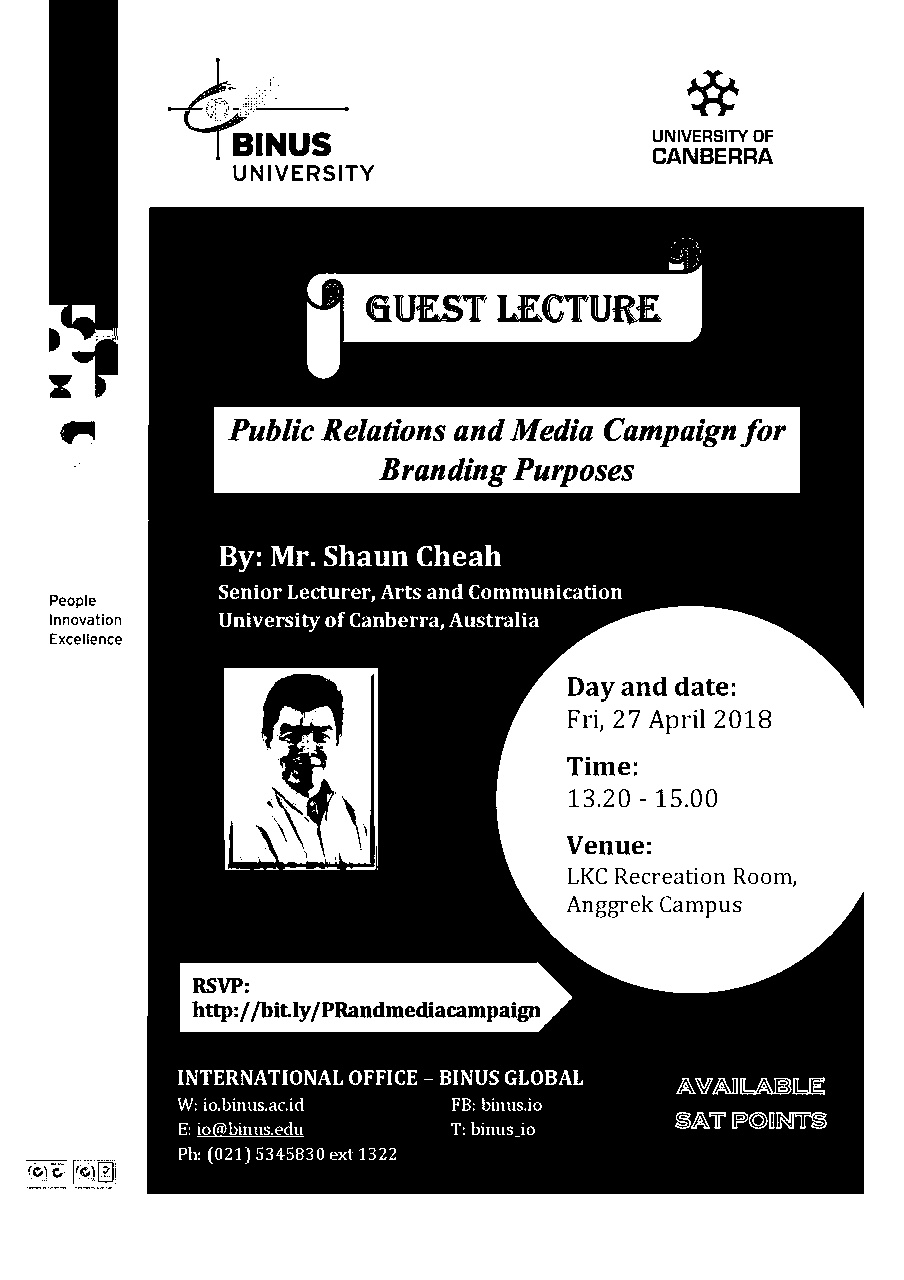 BINUS
UNIVERSITY
UNIVERSITY OF
CANBERRA
GUEST LECTURE
Public Relations and Media Campaign for
Branding Purposes
By: Mr. Shaun Cheah
Senior Lecturer, Arts and Communication
University of Canberra, Australia
People
Innovation
Excellence
Day and date:
Fri, 27 April 2018
Time:
13.20 - 15.00
Venue:
LKC Recreation Room,
Anggrek Campus
RSVP:
http://bit.ly/PRandmediacampaign
INTERNATIONAL OFFICE – BINUS GLOBAL
W: io.binus.ac.id
FB: binus.io
E: io@binus.edu
T: binus_io
Ph: (021) 5345830 ext 1322
AVAILABLE
SAT POINTS